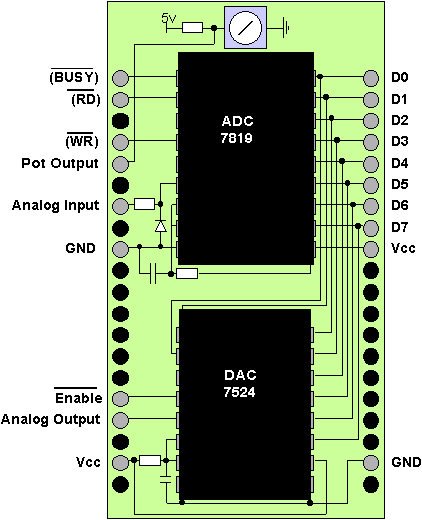 5v
(BUSY)
(RD)
(WR)
Pot Output
Analog Input
GND
ADC
7819
D0
D1
D2
D3
D4
D5
D6
D7
Vcc
DAC
7524
Enable
Analog Output
Vcc
GND